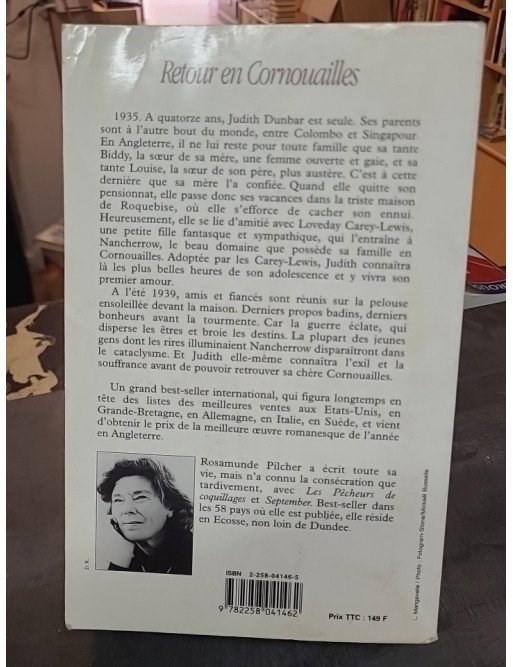 Retour en Cornouailles
1935. A quatorze ans, Judith Dunbar est seule. Ses parents
sont à l'autre bout du monde, entre Colombo et Singapour.
En Angleterre, il ne lui reste pour toute famille que sa tante
Biddy, la sœur de sa mère, une femme ouverte et gaie, et sa
tante Louise, la sœur de son père, plus austère. C'est à cette
dernière que sa mère l'a confiée. Quand elle quitte son
pensionnat, elle passe donc ses vacances dans la triste maison
de Roquebise, où elle s'efforce de cacher son ennui.
Heureusement, elle se lie d'amitié avec Loveday Carey-Lewis,
une petite fille fantasque et sympathique, qui l'entraîne à
Nancherrow, le beau domaine que possède sa famille en
Cornouailles. Adoptée par les Carey-Lewis, Judith connaîtra
là les plus belles heures de son adolescence et y vivra son
premier amour.
A l'été 1939, amis et fiancés sont réunis sur la pelouse
ensoleillée devant la maison. Derniers propos badins, derniers
bonheurs avant la tourmente. Car la guerre éclate, qui
disperse les êtres et broie les destins. La plupart des jeunes
gens dont les rires illuminaient Nancherrow disparaîtront dans
le cataclysme. Et Judith elle-même connaîtra l'exil et la
souffrance avant de pouvoir retrouver sa chère Cornouailles.
Un grand best-seller international, qui figura longtemps en
tête des listes des meilleures ventes aux Etats-Unis, en
Grande-Bretagne, en Allemagne, en Italie, en Suède, et vient
d'obtenir le prix de la meilleure œuvre romanesque de l'année
en Angleterre.
Rosamunde Pilcher a écrit toute sa
vie, mais n'a connu la consécration que
tardivement, avec Les Pêcheurs de
coquillages et September. Best-seller dans
les 58 pays où elle est publiée, elle réside
en Ecosse, non loin de Dundee.
D. R.
ISBN 2-258-04146-5
9 782258 041462
Prix TTC : 149 F
L. Mangavelle / Photo : Fotogram-Stone/Mickaël Busselle